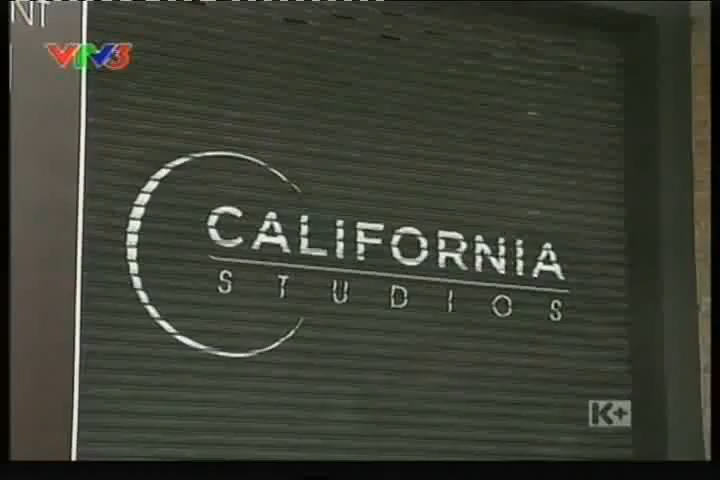 NT
VTV3
CALIFORNIA
STUDIOS
K+